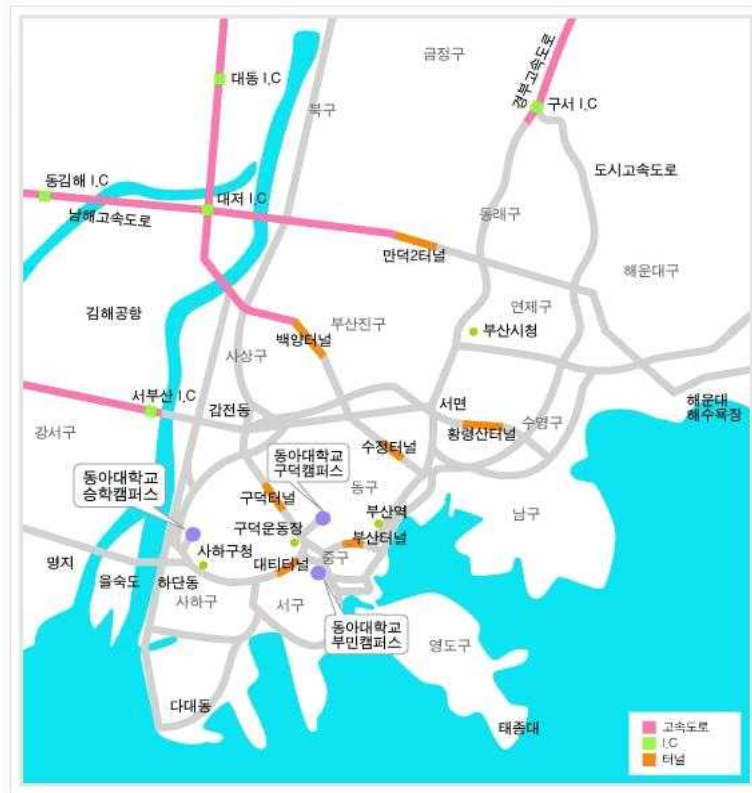 금정구
경부고속도로
구서 I.C
대동 I.C
북구
도시고속도로
동김해 I.C
대저 I.C
남해고속도로
동래구
만덕2터널
해운대구
김해공항
연제구
부산진구
부산시청
백양터널
사상구
서부산 I.C
감전동
서면
해운대
해수욕장
강서구
수영구
황령산터널
수정터널
동아대학교
구덕캠퍼스
동아대학교
승학캠퍼스
동구
구덕터널
부산역
남구
구덕운동장
부산터널
사하구청
중구
대티터널
명지
을숙도
하단동
사하구
서구
동아대학교
부민캠퍼스
영도구
다대동
태종대
고속도로
I.C
터널